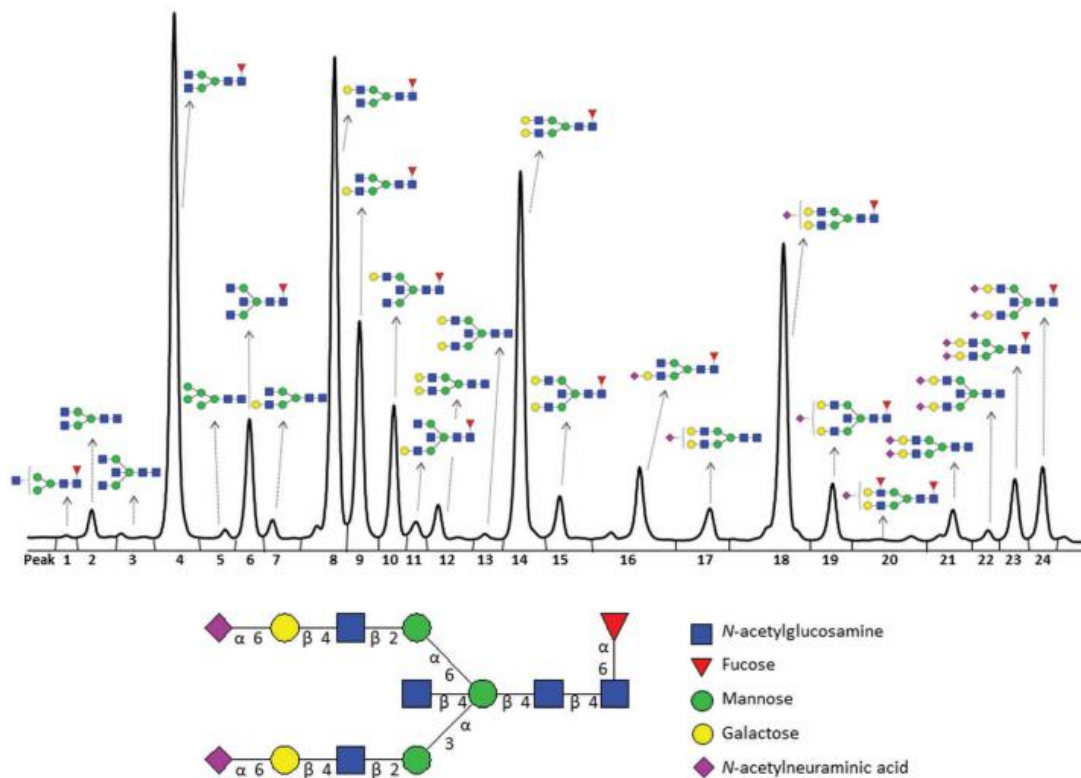 Peak 1 2 3 4 5 6 7 8 9 10 11 12 13 14 15 16 17 18 19 20 21 22 23 24
α 6 β 4 β 2
α
6
α
6
β 4 β 4 β 4
α
3
α 6 β 4 β 2
N-acetylglucosamine
Fucose
Mannose
Galactose
N-acetylneuraminic acid